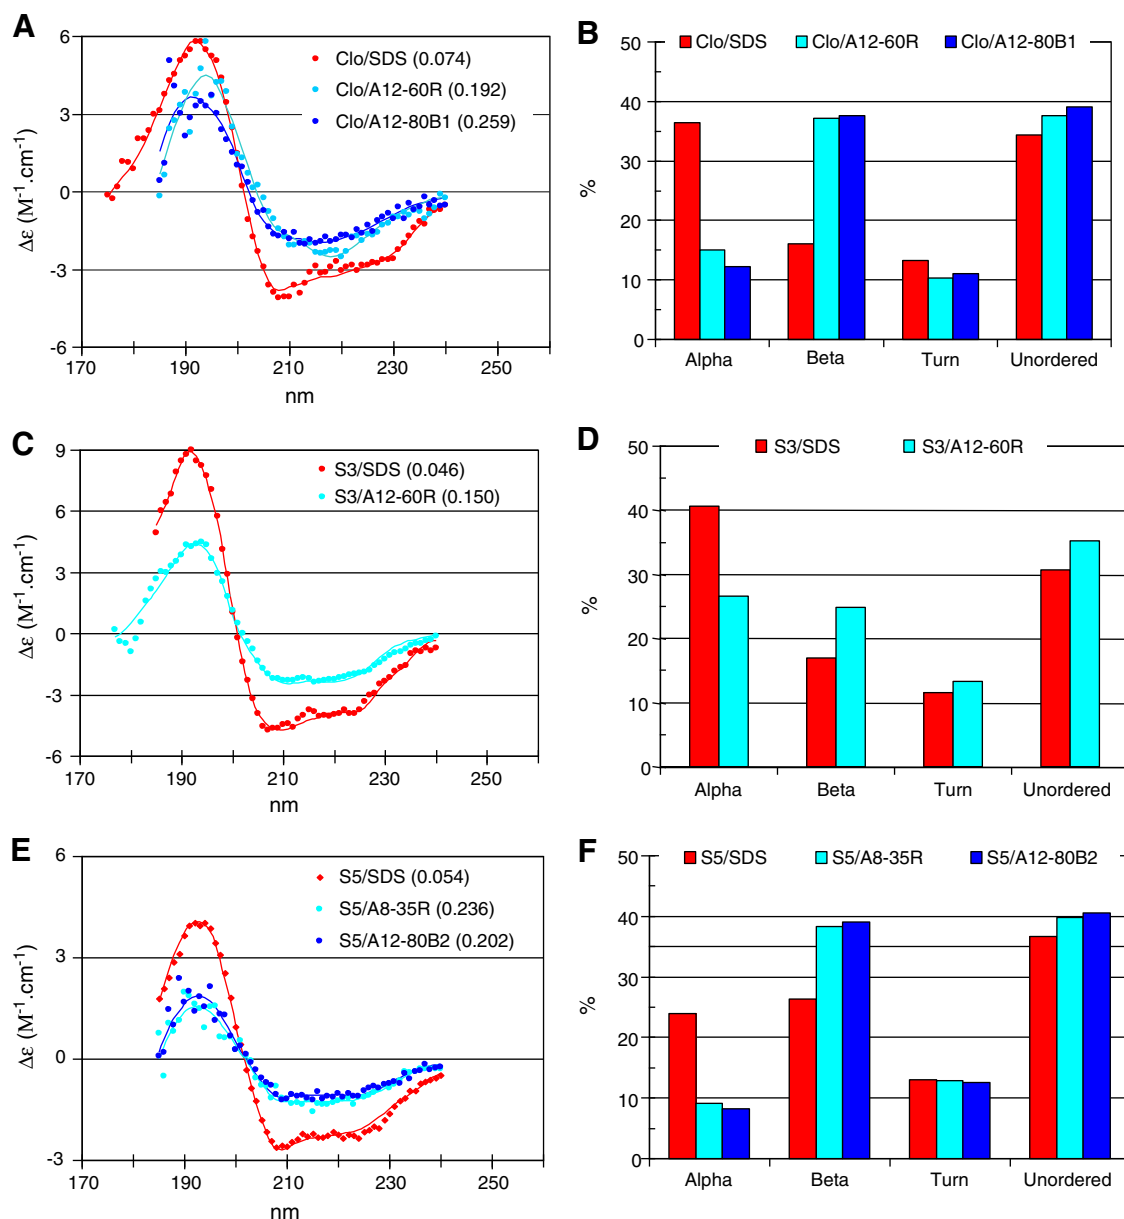 A
6
3
0
-3
-6
Δε (M-1.cm-1)
Clo/SDS (0.074)
Clo/A12-60R (0.192)
Clo/A12-80B1 (0.259)
170 190 210 230 250
nm
B
Clo/SDS Clo/A12-60R Clo/A12-80B1
50
40
30
20
10
0
%
Alpha Beta Turn Unordered
C
9
6
3
0
-3
-6
Δε (M-1.cm-1)
S3/SDS (0.046)
S3/A12-60R (0.150)
170 190 210 230 250
nm
D
S3/SDS S3/A12-60R
50
40
30
20
10
0
%
Alpha Beta Turn Unordered
E
6
3
0
-3
Δε (M-1.cm-1)
S5/SDS (0.054)
S5/A8-35R (0.236)
S5/A12-80B2 (0.202)
170 190 210 230 250
nm
F
S5/SDS S5/A8-35R S5/A12-80B2
50
40
30
20
10
0
%
Alpha Beta Turn Unordered